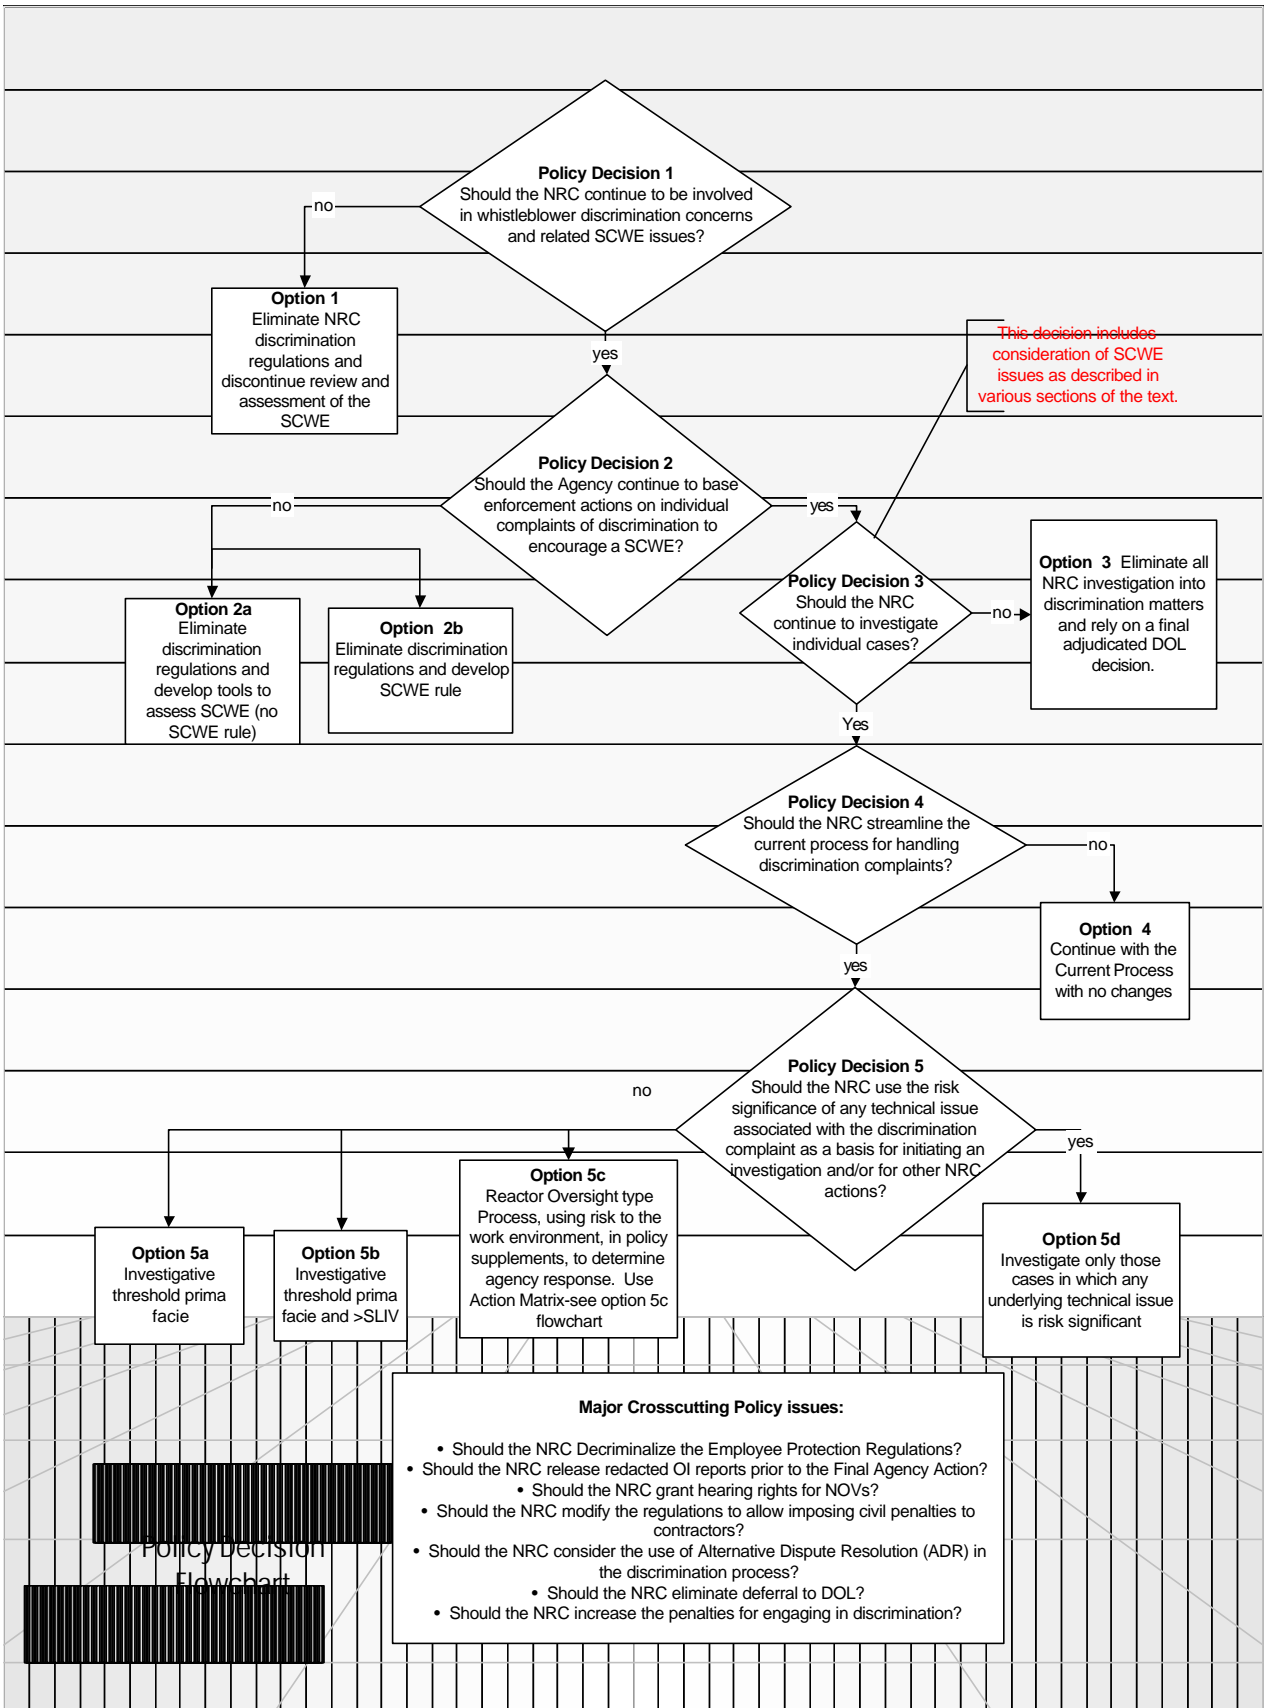 Policy Decision 1
Should the NRC continue to be involved
in whistleblower discrimination concerns
and related SCWE issues?
no
Option 1
Eliminate NRC
discrimination
regulations and
discontinue review and
assessment of the
SCWE
yes
This decision includes
consideration of SCWE
issues as described in
various sections of the text.
Policy Decision 2
Should the Agency continue to base
enforcement actions on individual
complaints of discrimination to
encourage a SCWE?
no
yes
Option 2a
Eliminate
discrimination
regulations and
develop tools to
assess SCWE (no
SCWE rule)
Option 2b
Eliminate discrimination
regulations and develop
SCWE rule
Policy Decision 3
Should the NRC
continue to investigate
individual cases?
no
Option 3 Eliminate all
NRC investigation into
discrimination matters
and rely on a final
adjudicated DOL
decision.
Yes
Policy Decision 4
Should the NRC streamline the
current process for handling
discrimination complaints?
no
Option 4
Continue with the
Current Process
with no changes
yes
Policy Decision 5
Should the NRC use the risk
significance of any technical issue
associated with the discrimination
complaint as a basis for initiating an
investigation and/or for other NRC
actions?
no
yes
Option 5a
Investigative
threshold prima
facie
Option 5b
Investigative
threshold prima
facie and >SLIV
Option 5c
Reactor Oversight type
Process, using risk to the
work environment, in policy
supplements, to determine
agency response. Use
Action Matrix-see option 5c
flowchart
Option 5d
Investigate only those
cases in which any
underlying technical issue
is risk significant
Major Crosscutting Policy issues:
• Should the NRC Decriminalize the Employee Protection Regulations?
• Should the NRC release redacted OI reports prior to the Final Agency Action?
• Should the NRC grant hearing rights for NOVs?
• Should the NRC modify the regulations to allow imposing civil penalties to
contractors?
• Should the NRC consider the use of Alternative Dispute Resolution (ADR) in
the discrimination process?
• Should the NRC eliminate deferral to DOL?
• Should the NRC increase the penalties for engaging in discrimination?
Policy Decision
Flowchart